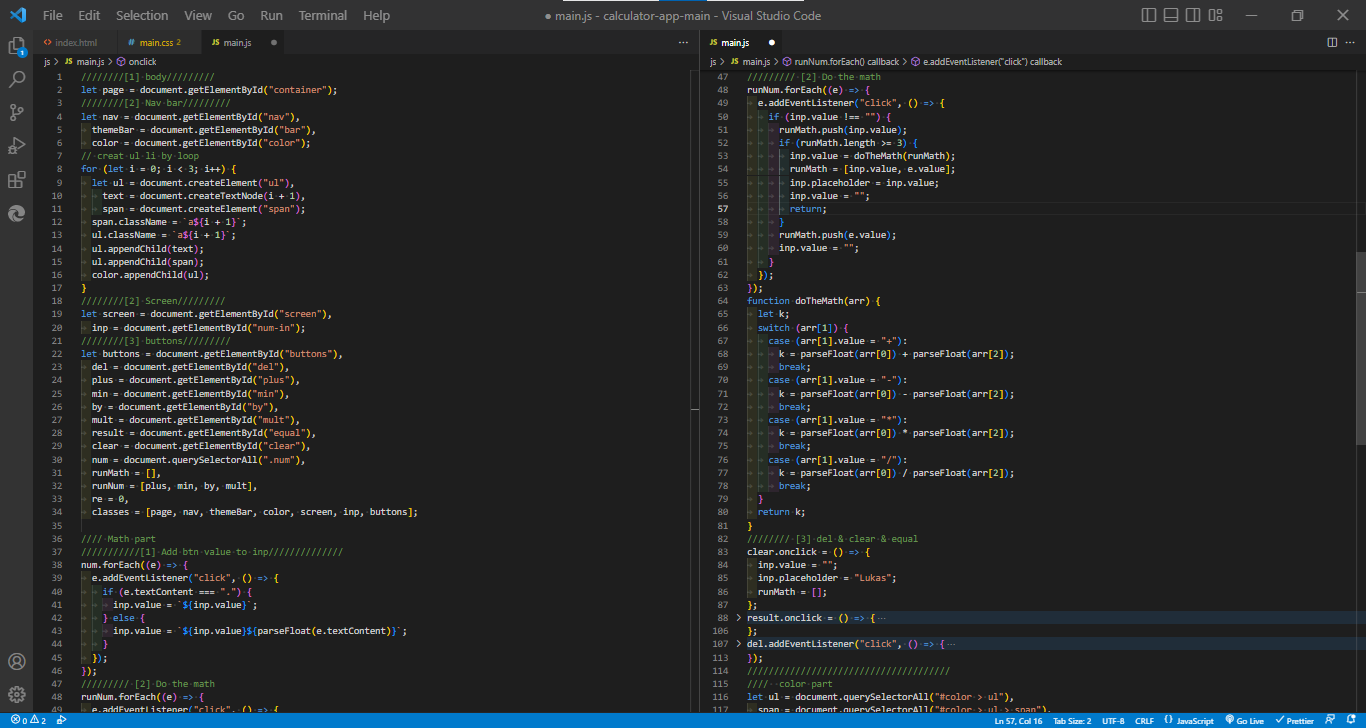 File Edit Selection View Go Run Terminal Help
● main.js - calculator-app-main - Visual Studio Code
index.html
# main.css 2
JS main.js ●
js > JS main.js > onclick
1 ////////[1] body/////////
2 let page = document.getElementById("container");
3 ////////[2] Nav bar/////////
4 let nav = document.getElementById("nav"),
5 themeBar = document.getElementById("bar"),
6 color = document.getElementById("color");
7 // creat ul li by loop
8 for (let i = 0; i < 3; i++) {
9 let ul = document.createElement("ul"),
10 text = document.createTextNode(i + 1),
11 span = document.createElement("span");
12 span.className = `a${i + 1}`;
13 ul.className = `a${i + 1}`;
14 ul.appendChild(text);
15 ul.appendChild(span);
16 color.appendChild(ul);
17 }
18 ////////[2] Screen/////////
19 let screen = document.getElementById("screen"),
20 inp = document.getElementById("num-in");
21 ////////[3] buttons/////////
22 let buttons = document.getElementById("buttons"),
23 del = document.getElementById("del"),
24 plus = document.getElementById("plus"),
25 min = document.getElementById("min"),
26 by = document.getElementById("by"),
27 mult = document.getElementById("mult"),
28 result = document.getElementById("equal"),
29 clear = document.getElementById("clear"),
30 num = document.querySelectorAll(".num"),
31 runMath = [],
32 runNum = [plus, min, by, mult],
33 re = 0,
34 classes = [page, nav, themeBar, color, screen, inp, buttons];
35
36 //// Math part
37 ///////////[1] Add btn value to inp//////////////
38 num.forEach((e) => {
39 e.addEventListener("click", () => {
40 if (e.textContent === ".") {
41 inp.value = `${inp.value}`;
42 } else {
43 inp.value = `${inp.value}${parseFloat(e.textContent)}`;
44 }
45 });
46 });
47 ///////// [2] Do the math
48 runNum.forEach((e) => {
49 e.addEventListener("click", () => {
JS main.js ●
js > JS main.js > runNum.forEach() callback > e.addEventListener("click") callback
47 ///////// [2] Do the math
48 runNum.forEach((e) => {
49 e.addEventListener("click", () => {
50 if (inp.value !== "") {
51 runMath.push(inp.value);
52 if (runMath.length >= 3) {
53 inp.value = doTheMath(runMath);
54 runMath = [inp.value, e.value];
55 inp.placeholder = inp.value;
56 inp.value = "";
57 return;
58 }
59 runMath.push(e.value);
60 inp.value = "";
61 }
62 });
63 });
64 function doTheMath(arr) {
65 let k;
66 switch (arr[1]) {
67 case (arr[1].value = "+"):
68 k = parseFloat(arr[0]) + parseFloat(arr[2]);
69 break;
70 case (arr[1].value = "-"):
71 k = parseFloat(arr[0]) - parseFloat(arr[2]);
72 break;
73 case (arr[1].value = "*"):
74 k = parseFloat(arr[0]) * parseFloat(arr[2]);
75 break;
76 case (arr[1].value = "/"):
77 k = parseFloat(arr[0]) / parseFloat(arr[2]);
78 break;
79 }
80 return k;
81 }
82 //////// [3] del & clear & equal
83 clear.onclick = () => {
84 inp.value = "";
85 inp.placeholder = "Lukas";
86 runMath = [];
87 };
88 > result.onclick = () => {…
106 };
107 > del.addEventListener("click", () => {…
113 });
114 //////////////////////////////////////
115 //// color part
116 let ul = document.querySelectorAll("#color > ul"),
117 span = document.querySelectorAll("#color > ul > span"),
0 2
Ln 57, Col 16 Tab Size: 2 UTF-8 CRLF {} JavaScript Go Live Prettier